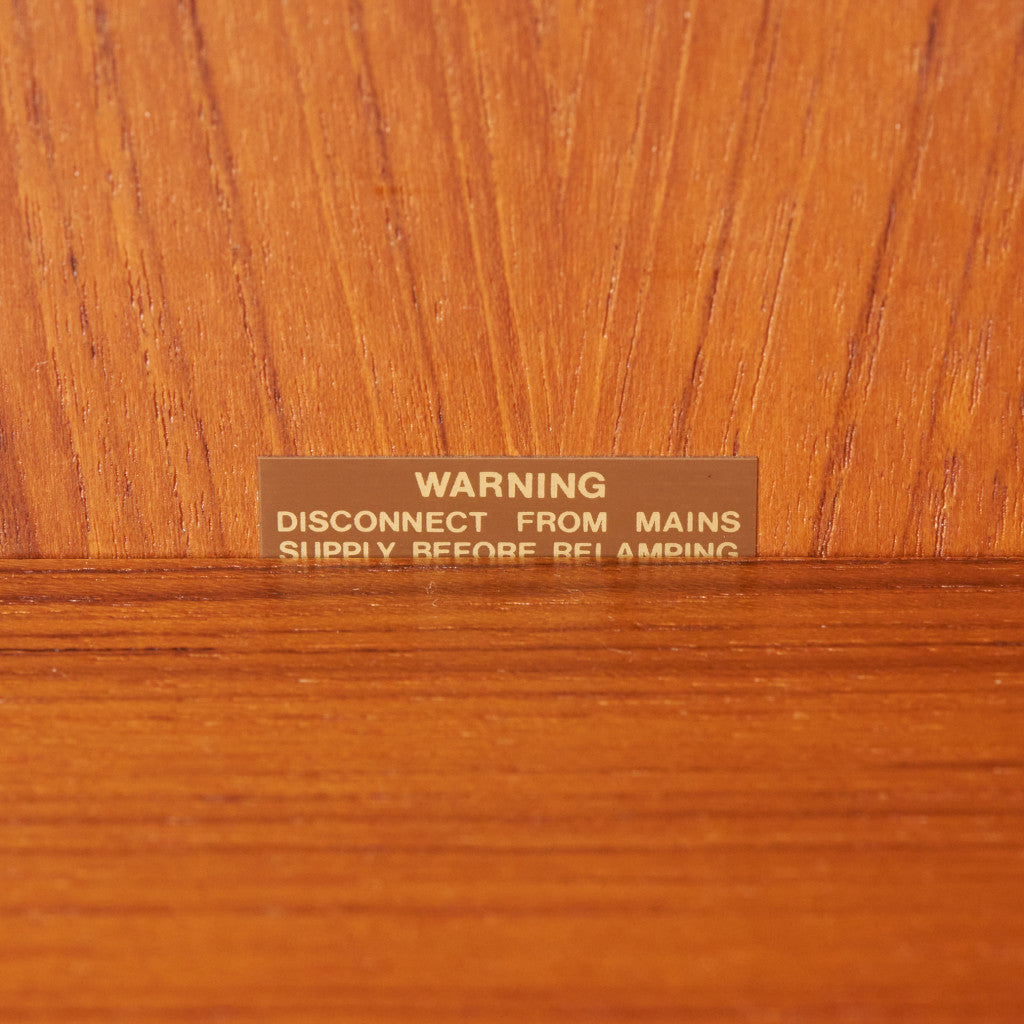 WARNING
DISCONNECT FROM MAINS
SUPPLY BEFORE RELAMPING